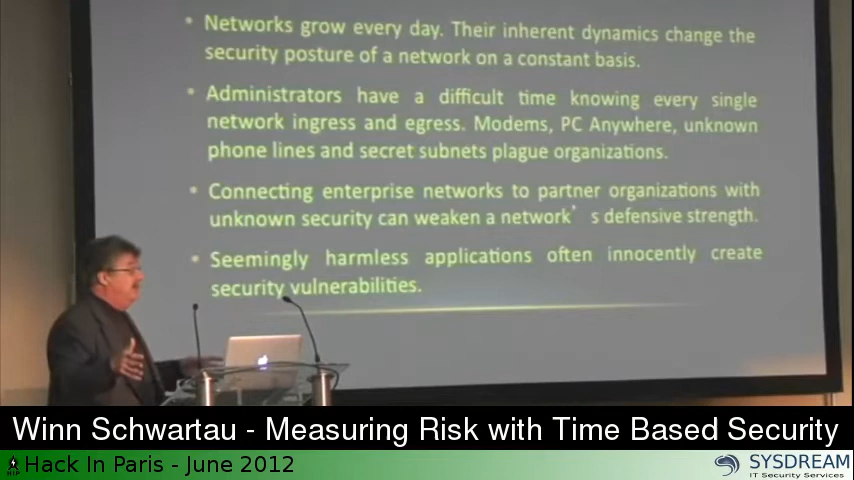 • Networks grow every day. Their inherent dynamics change the
security posture of a network on a constant basis.
• Administrators have a difficult time knowing every single
network ingress and egress. Modems, PC Anywhere, unknown
phone lines and secret subnets plague organizations.
• Connecting enterprise networks to partner organizations with
unknown security can weaken a network's defensive strength.
• Seemingly harmless applications often innocently create
security vulnerabilities.
Winn Schwartau - Measuring Risk with Time Based Security
Hack In Paris - June 2012
HIP
SYSDREAM
IT Security Services